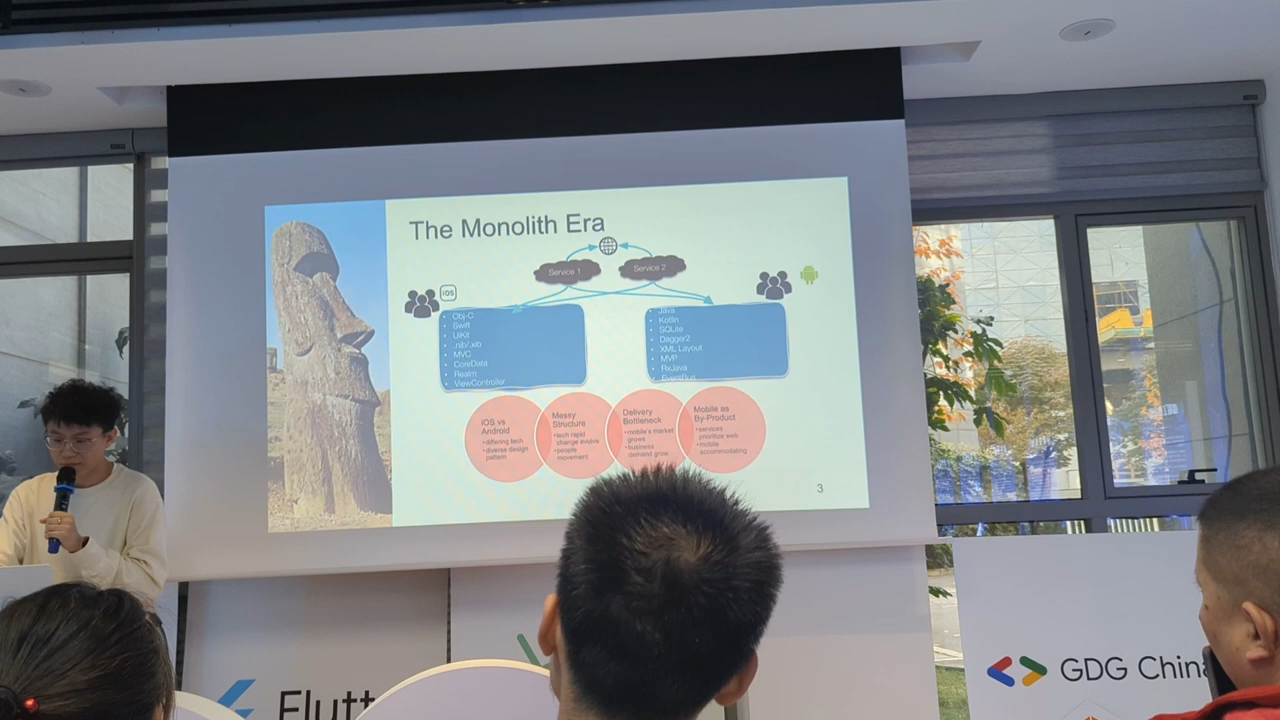 The Monolith Era
Service 1
Service 2
iOS
• Obj-C
• Swift
• UIKit
• .nib/.xib
• MVC
• CoreData
• Realm
• ViewController
• Java
• Kotlin
• SQLite
• Dagger2
• XML Layout
• MVP
• RxJava
• EventBus
iOS vs
Android
•differing tech
•diverse design
pattern
Messy
Structure
•tech rapid
change evolve
•people
movement
Delivery
Bottleneck
•mobile's market
grows
•business
demand grow
Mobile as
By-Product
•services
prioritize web
•mobile
accommodating
3
Flutt
GDG China